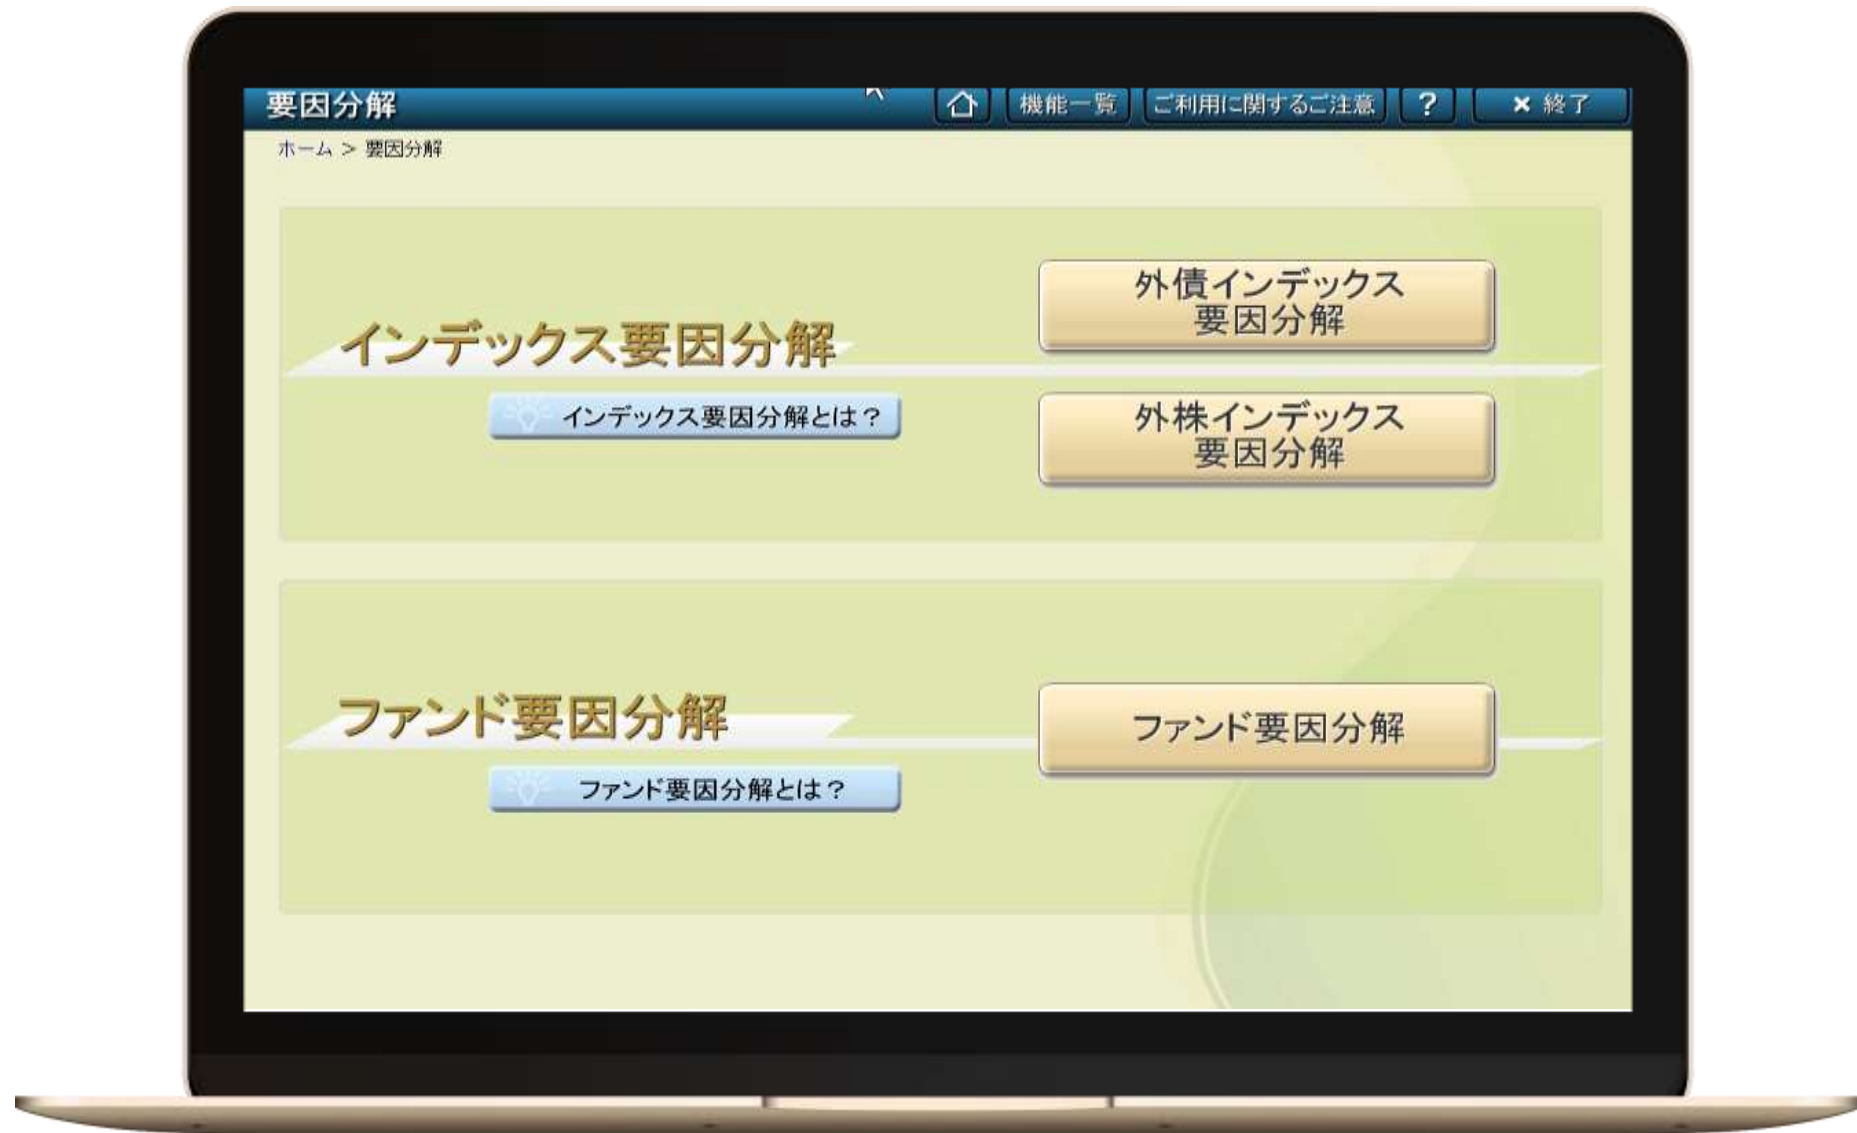 要因分解
機能一覧
ご利用に関するご注意
?
× 終了
ホーム > 要因分解
インデックス要因分解
インデックス要因分解とは?
外債インデックス
要因分解
外株インデックス
要因分解
ファンド要因分解
ファンド要因分解とは?
ファンド要因分解